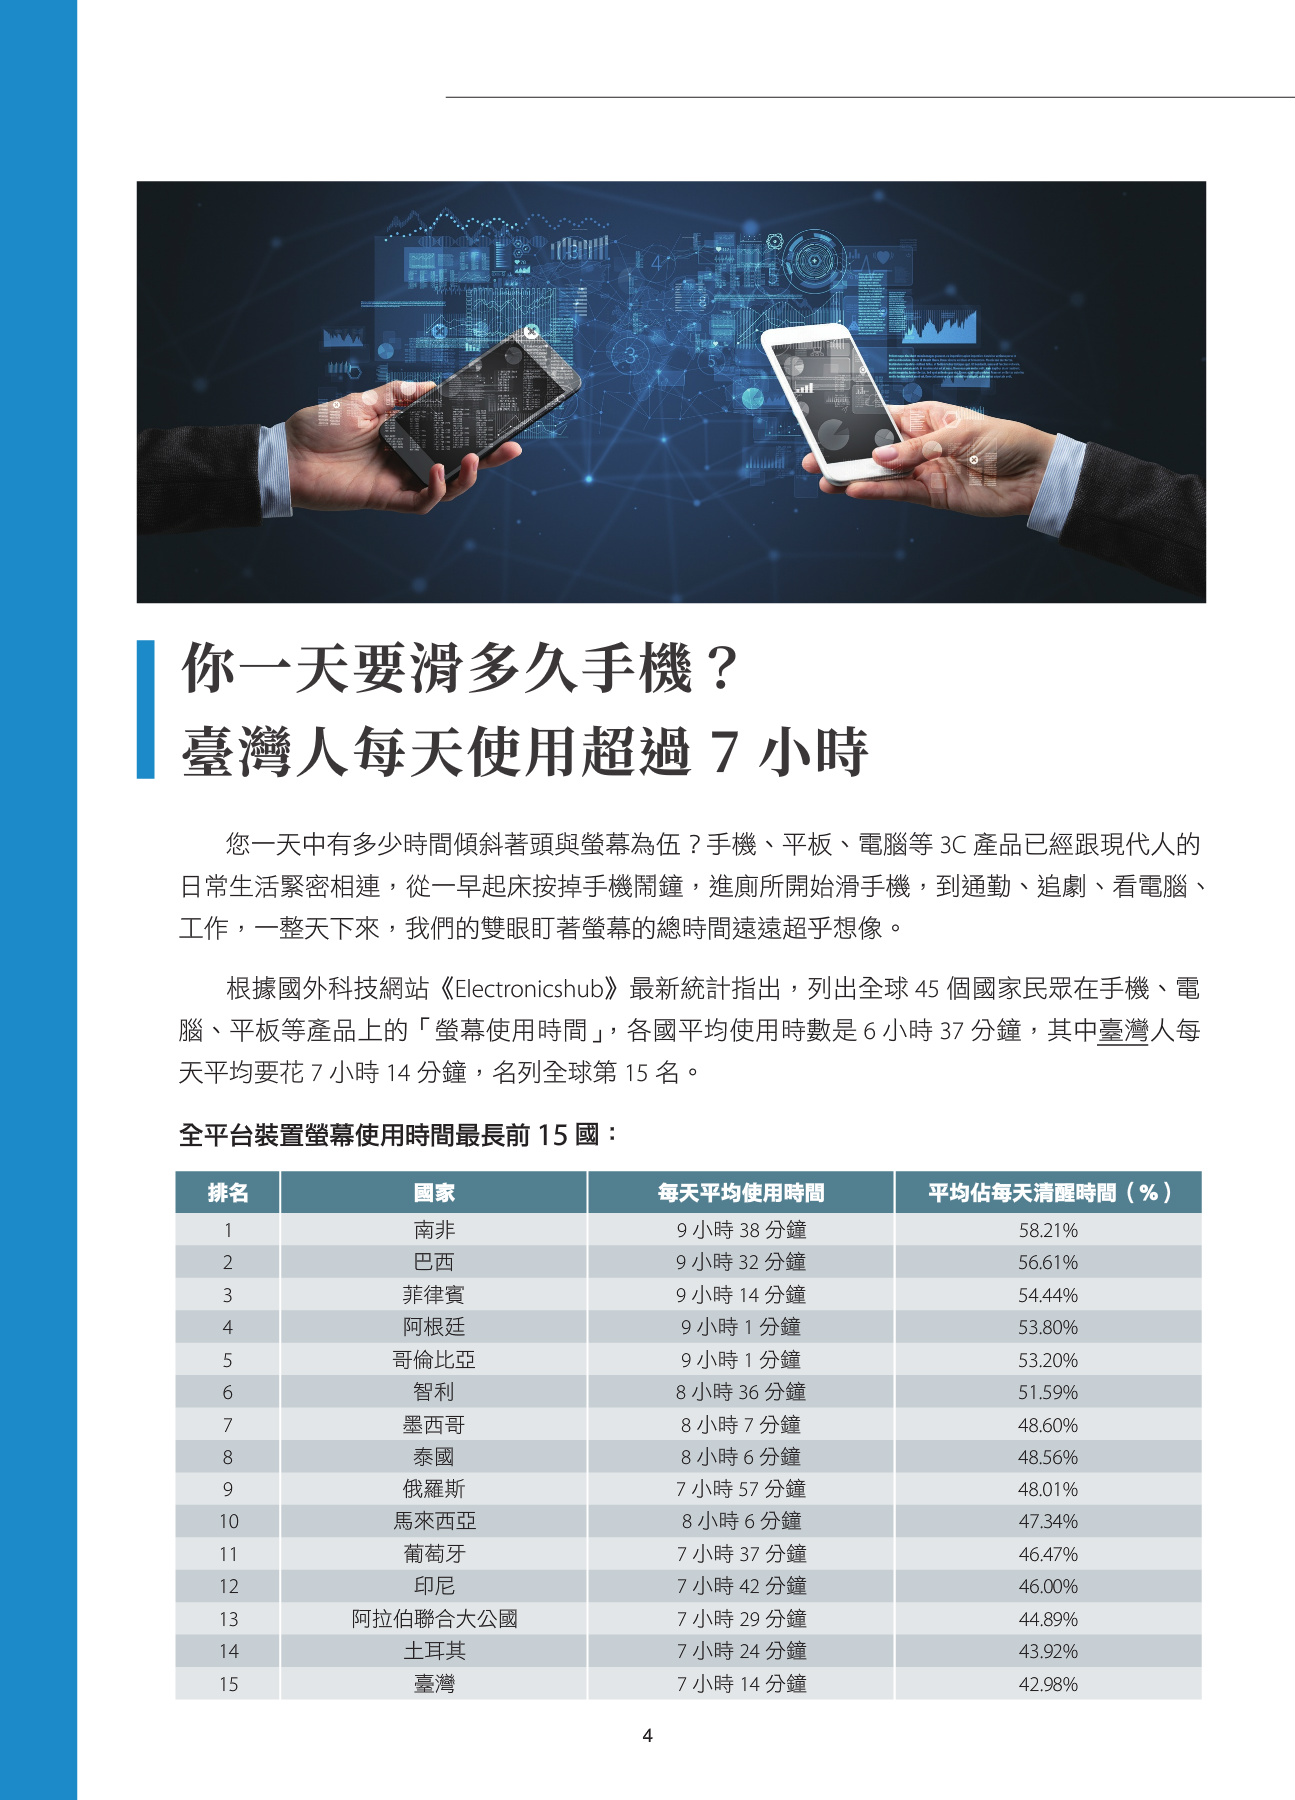 你一天要滑多久手機？
臺灣人每天使用超過 7 小時
您一天中有多少時間傾斜著頭與螢幕為伍？手機、平板、電腦等 3C 產品已經跟現代人的
日常生活緊密相連，從一早起床按掉手機鬧鐘，進廁所開始滑手機，到通勤、追劇、看電腦、
工作，一整天下來，我們的雙眼盯著螢幕的總時間遠遠超乎想像。
根據國外科技網站《Electronicshub》最新統計指出，列出全球 45 個國家民眾在手機、電
腦、平板等產品上的「螢幕使用時間」，各國平均使用時數是 6 小時 37 分鐘，其中臺灣人每
天平均要花 7 小時 14 分鐘，名列全球第 15 名。
全平台裝置螢幕使用時間最長前 15 國：
排名 國家 每天平均使用時間 平均佔每天清醒時間（%）
1 南非 9 小時 38 分鐘 58.21%
2 巴西 9 小時 32 分鐘 56.61%
3 菲律賓 9 小時 14 分鐘 54.44%
4 阿根廷 9 小時 1 分鐘 53.80%
5 哥倫比亞 9 小時 1 分鐘 53.20%
6 智利 8 小時 36 分鐘 51.59%
7 墨西哥 8 小時 7 分鐘 48.60%
8 泰國 8 小時 6 分鐘 48.56%
9 俄羅斯 7 小時 57 分鐘 48.01%
10 馬來西亞 8 小時 6 分鐘 47.34%
11 葡萄牙 7 小時 37 分鐘 46.47%
12 印尼 7 小時 42 分鐘 46.00%
13 阿拉伯聯合大公國 7 小時 29 分鐘 44.89%
14 土耳其 7 小時 24 分鐘 43.92%
15 臺灣 7 小時 14 分鐘 42.98%
4